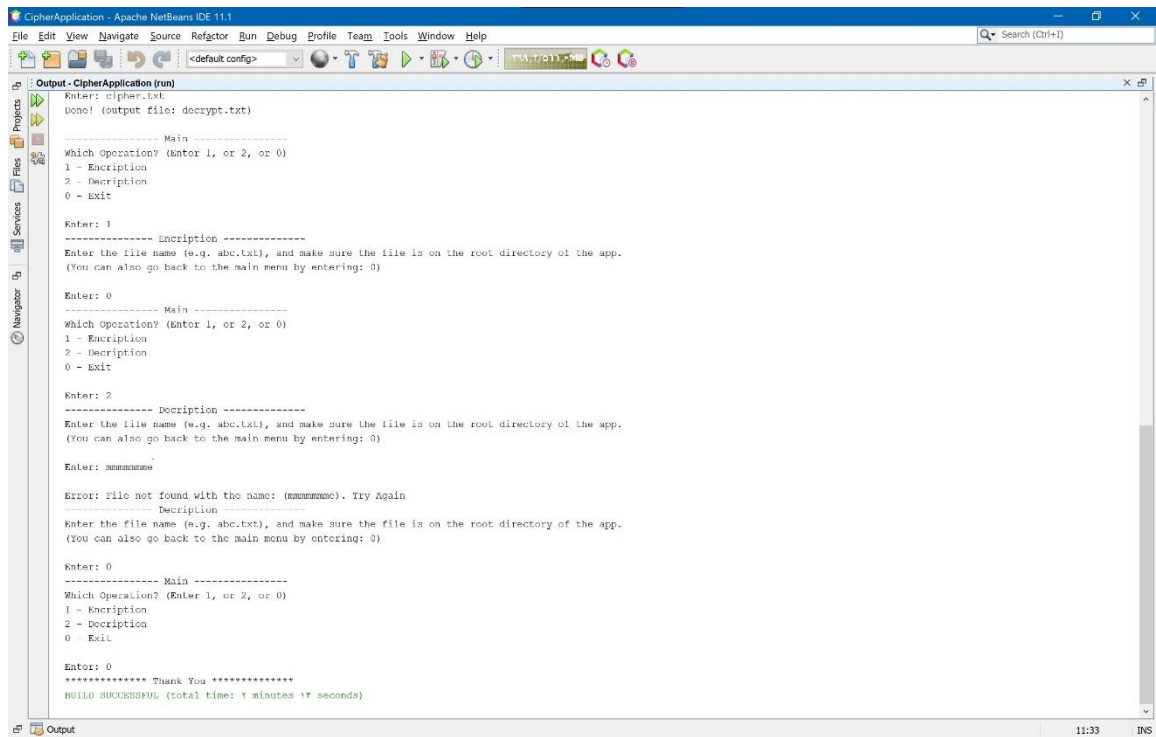 CipherApplication - Apache NetBeans IDE 11.1
File Edit View Navigate Source Refactor Run Debug Profile Team Tools Window Help
Search (Ctrl+I)
<default config>
Output - CipherApplication (run)
Projects
Files
Services
Navigator
Enter: cipher.txt
Done! (output file: decrypt.txt)
---------------- Main ----------------
Which Operation? (Enter 1, or 2, or 0)
1 - Encription
2 - Decription
0 - Exit
Enter: 1
--------------- Encription --------------
Enter the file name (e.g. abc.txt), and make sure the file is on the root directory of the app.
(You can also go back to the main menu by entering: 0)
Enter: 0
---------------- Main ----------------
Which Operation? (Enter 1, or 2, or 0)
1 - Encription
2 - Decription
0 - Exit
Enter: 2
--------------- Decription --------------
Enter the file name (e.g. abc.txt), and make sure the file is on the root directory of the app.
(You can also go back to the main menu by entering: 0)
Enter: mmmmmmme
Error: File not found with the name: (mmmmmmme). Try Again
--------------- Decription --------------
Enter the file name (e.g. abc.txt), and make sure the file is on the root directory of the app.
(You can also go back to the main menu by entering: 0)
Enter: 0
---------------- Main ----------------
Which Operation? (Enter 1, or 2, or 0)
1 - Encription
2 - Decription
0 - Exit
Enter: 0
************** Thank You **************
BUILD SUCCESSFUL (total time: ٢ minutes ١٣ seconds)
Output
11:33 INS